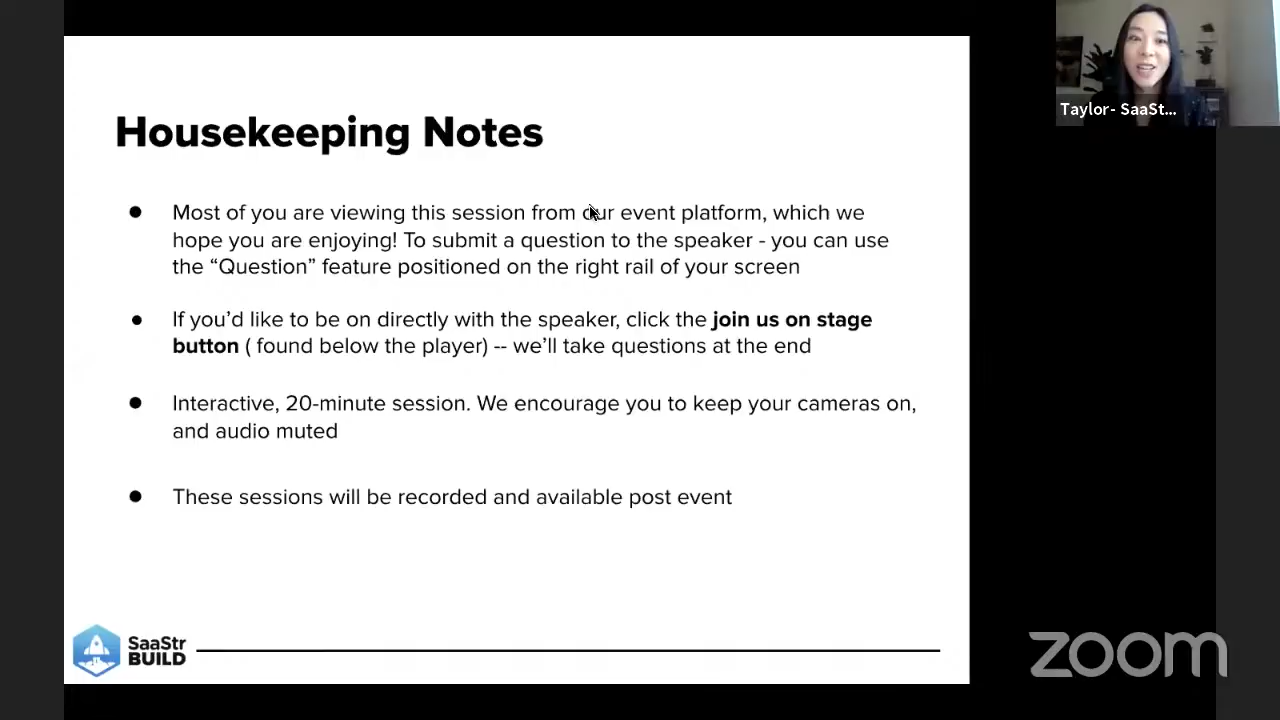 Housekeeping Notes
● Most of you are viewing this session from our event platform, which we
hope you are enjoying! To submit a question to the speaker - you can use
the “Question” feature positioned on the right rail of your screen
● If you’d like to be on directly with the speaker, click the join us on stage
button ( found below the player) -- we’ll take questions at the end
● Interactive, 20-minute session. We encourage you to keep your cameras on,
and audio muted
● These sessions will be recorded and available post event
SaaStr
BUILD
Taylor- SaaSt...
zoom